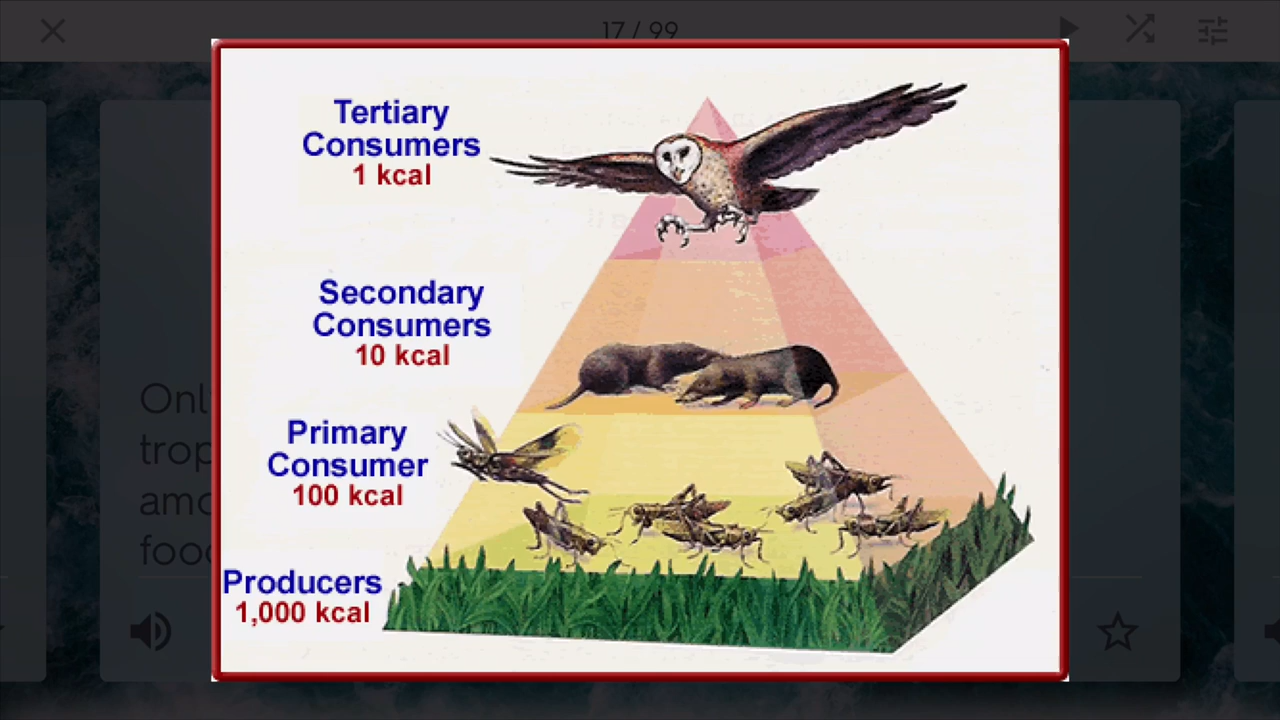 17 / 99
Tertiary
Consumers
1 kcal
Secondary
Consumers
10 kcal
Primary
Consumer
100 kcal
Producers
1,000 kcal